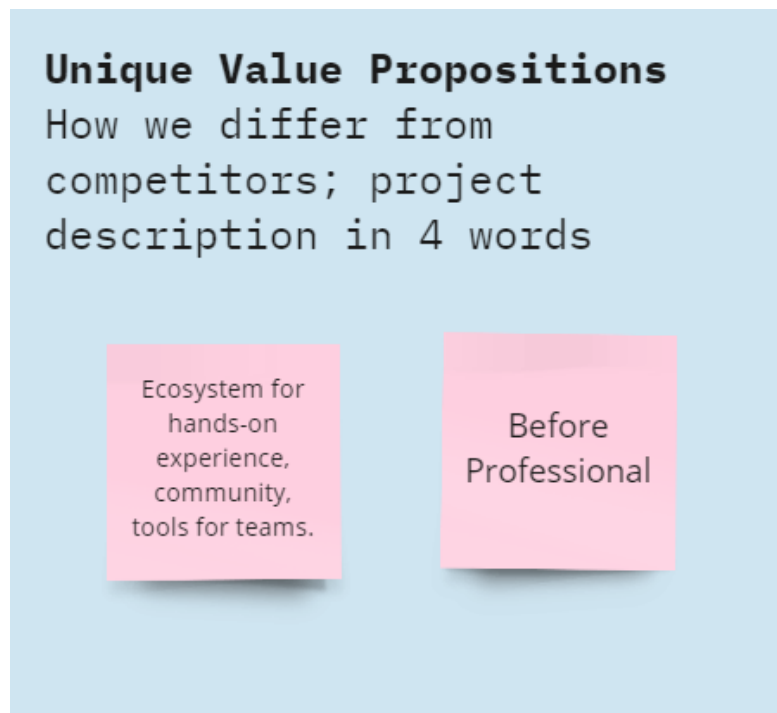 Unique Value Propositions
How we differ from
competitors; project
description in 4 words
Ecosystem for
hands-on
experience,
community,
tools for teams.
Before
Professional